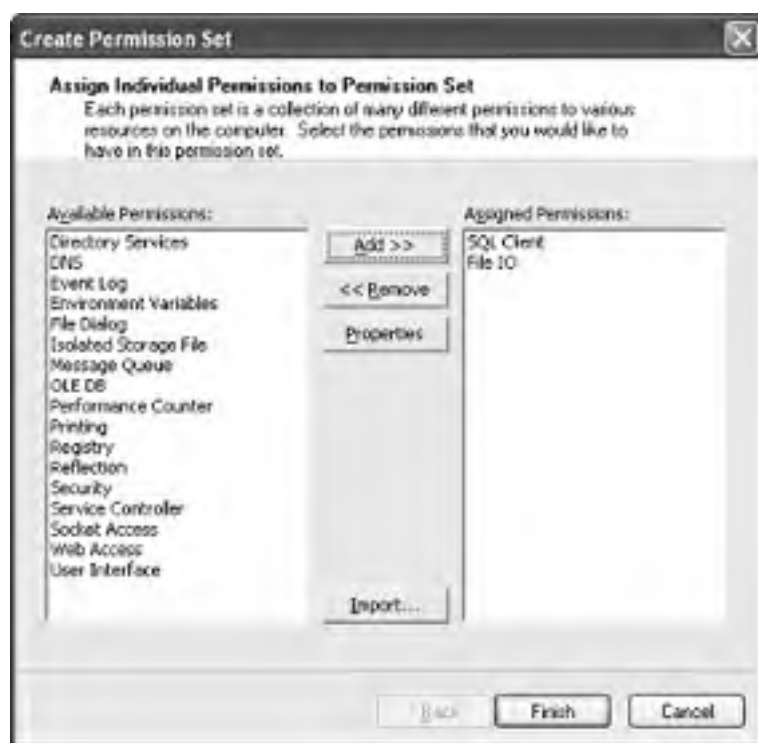 Create Permission Set
Assign Individual Permissions to Permission Set
Each permission set is a collection of many different permissions to various
resources on the computer. Select the permissions that you would like to
have in this permission set.
Available Permissions:
Directory Services
DNS
Event Log
Environment Variables
File Dialog
Isolated Storage File
Message Queue
OLE DB
Performance Counter
Printing
Registry
Reflection
Security
Service Controller
Socket Access
Web Access
User Interface
Add >>
<< Remove
Properties
Import...
Assigned Permissions:
SQL Client
File IO
Back
Finish
Cancel